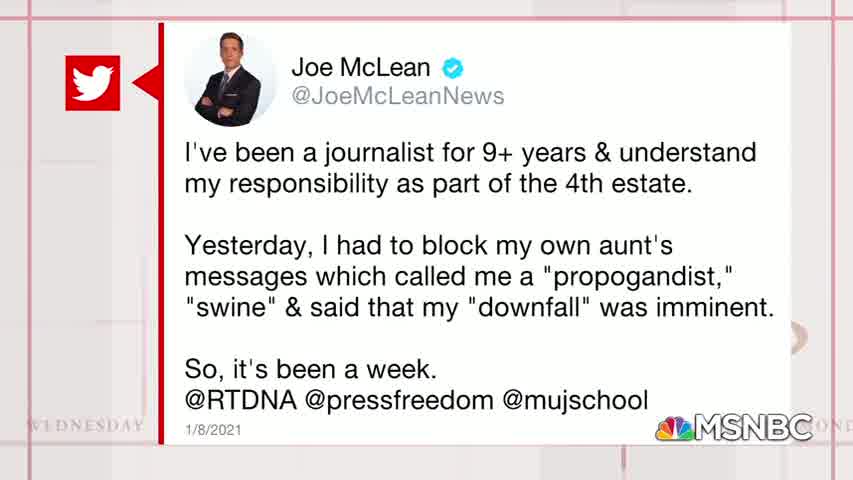 Joe McLean
@JoeMcLeanNews
I've been a journalist for 9+ years & understand
my responsibility as part of the 4th estate.
Yesterday, I had to block my own aunt's
messages which called me a "propogandist,"
"swine" & said that my "downfall" was imminent.
So, it's been a week.
@RTDNA @pressfreedom @mujschool
1/8/2021
WEDNESDAY
MSNBC